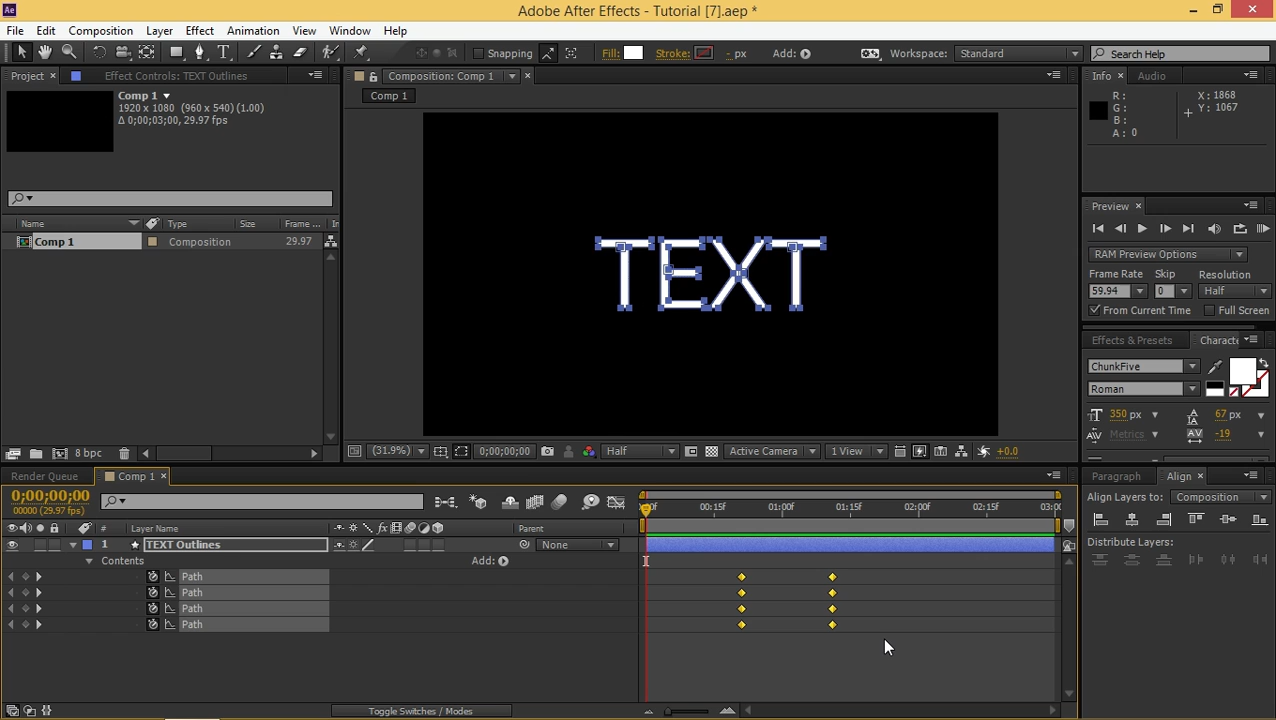 Adobe After Effects - Tutorial [7].aep *
File Edit Composition Layer Effect Animation View Window Help
Snapping Fill: Stroke: - px Add: Workspace: Standard Search Help
Project × Effect Controls: TEXT Outlines
Composition: Comp 1
Info × Audio
Comp 1
1920 x 1080 (960 x 540) (1.00)
Δ 0;00;03;00, 29.97 fps
Comp 1
R:
G:
B:
A: 0
X: 1868
Y: 1067
Preview ×
RAM Preview Options
Frame Rate Skip Resolution
59.94 0 Half
From Current Time Full Screen
Name Type Size Frame ...
Comp 1 Composition 29.97
TEXT
Effects & Presets Characte
ChunkFive
Roman
350 px 67 px
Metrics -19
8 bpc
(31.9%) 0;00;00;00 Half Active Camera 1 View +0.0
Render Queue Comp 1 ×
Paragraph Align ×
0;00;00;00
00000 (29.97 fps)
00:15f 01:00f 01:15f 02:00f 02:15f
Align Layers to: Composition
# Layer Name Parent
Distribute Layers:
1 TEXT Outlines None
Contents Add:
Path
Path
Path
Path
Toggle Switches / Modes